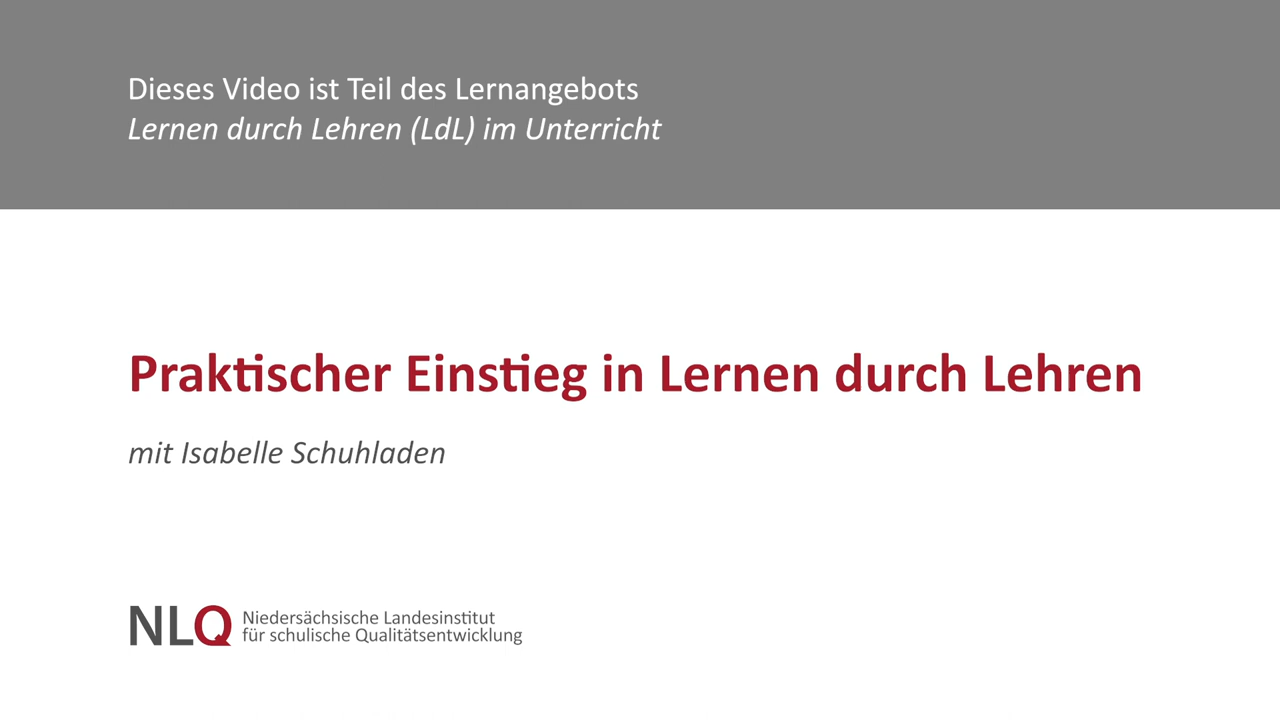 Dieses Video ist Teil des Lernangebots
Lernen durch Lehren (LdL) im Unterricht
Praktischer Einstieg in Lernen durch Lehren
mit Isabelle Schuhladen
NLQ Niedersächsische Landesinstitut
für schulische Qualitätsentwicklung